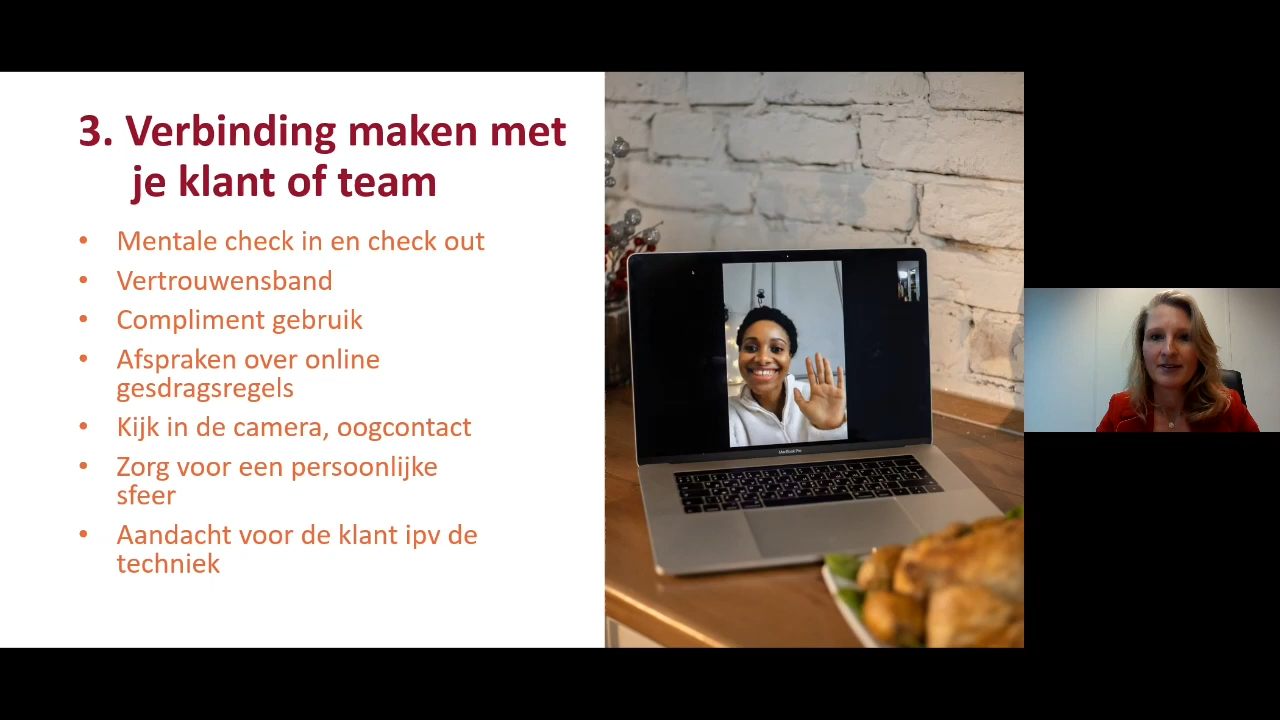 3. Verbinding maken met
je klant of team
• Mentale check in en check out
• Vertrouwensband
• Compliment gebruik
• Afspraken over online
gesdragsregels
• Kijk in de camera, oogcontact
• Zorg voor een persoonlijke
sfeer
• Aandacht voor de klant ipv de
techniek
MacBook Pro